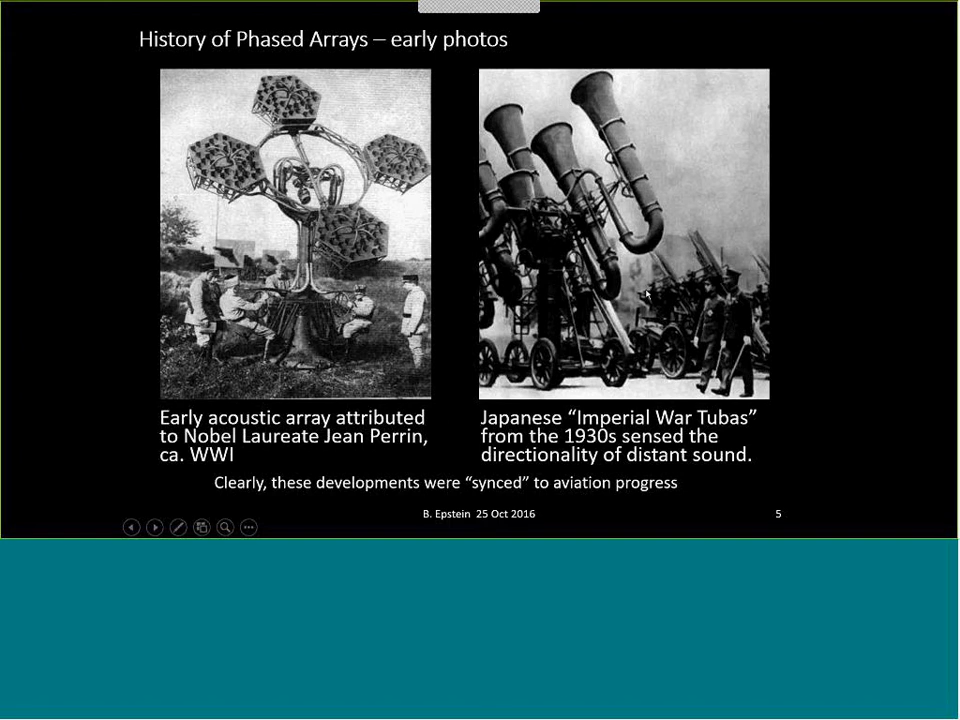 History of Phased Arrays – early photos
Early acoustic array attributed
to Nobel Laureate Jean Perrin,
ca. WWI
Japanese “Imperial War Tubas”
from the 1930s sensed the
directionality of distant sound.
Clearly, these developments were “synced” to aviation progress
B. Epstein 25 Oct 2016
5